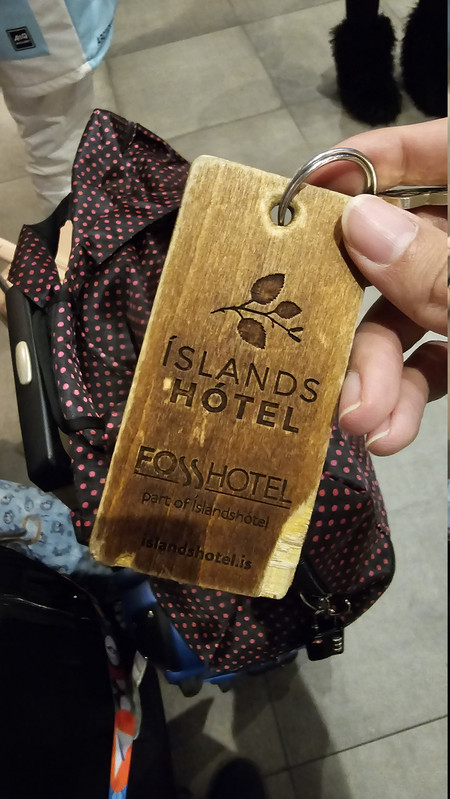 ÍSLANDS
HÓTEL
FOSSHOTEL
part of íslandshótel
islandshotel.is